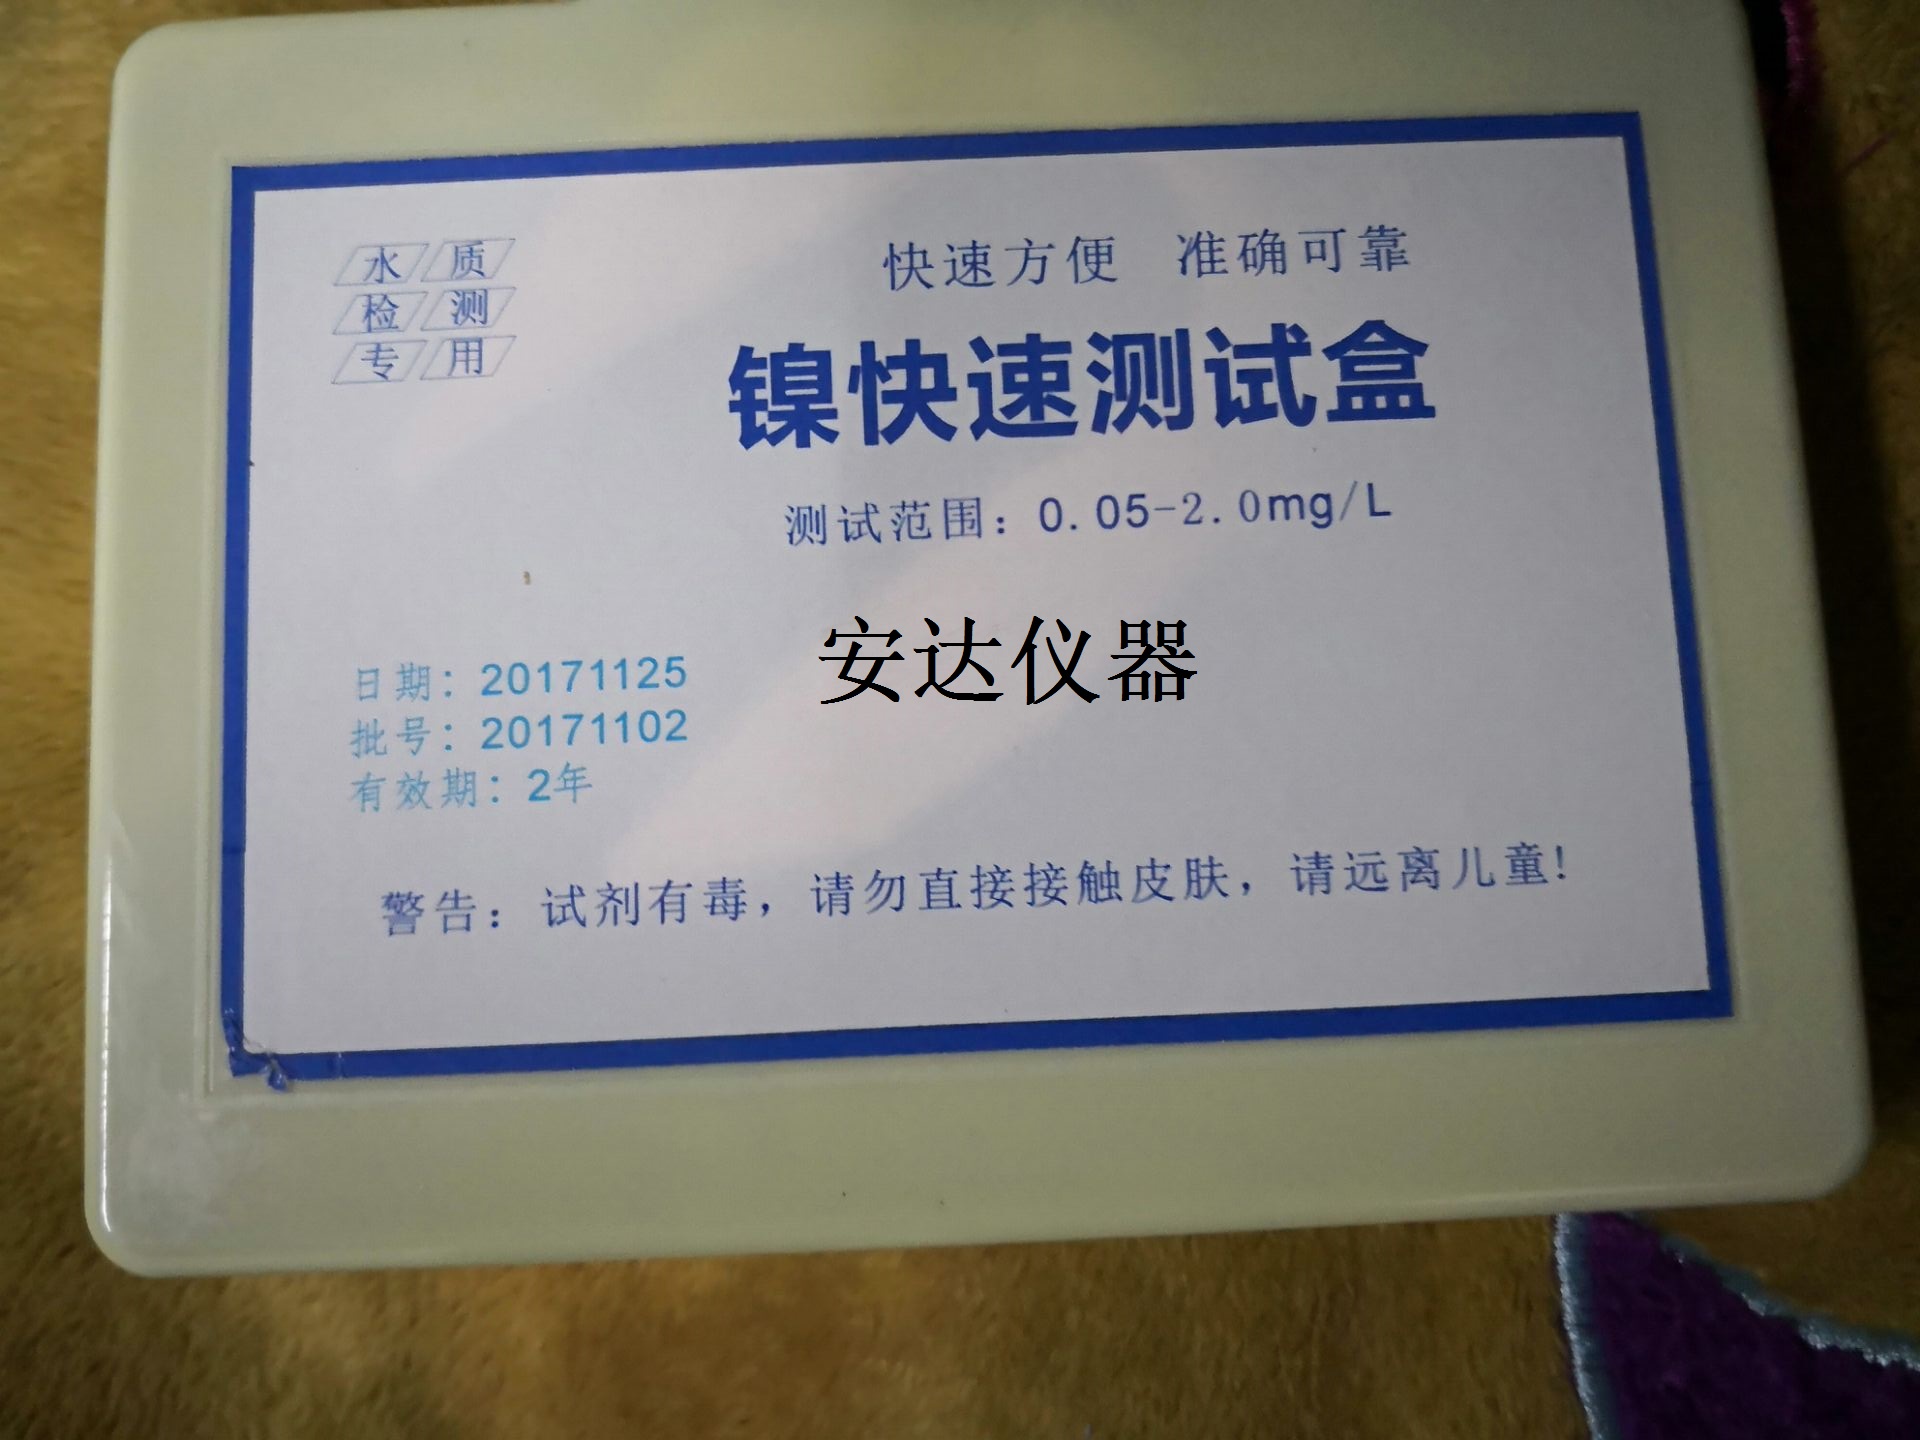 水质
检测
专用
快速方便 准确可靠
镍快速测试盒
测试范围：0.05-2.0mg/L
安达仪器
日期：20171125
批号：20171102
有效期：2年
警告：试剂有毒，请勿直接接触皮肤，请远离儿童！